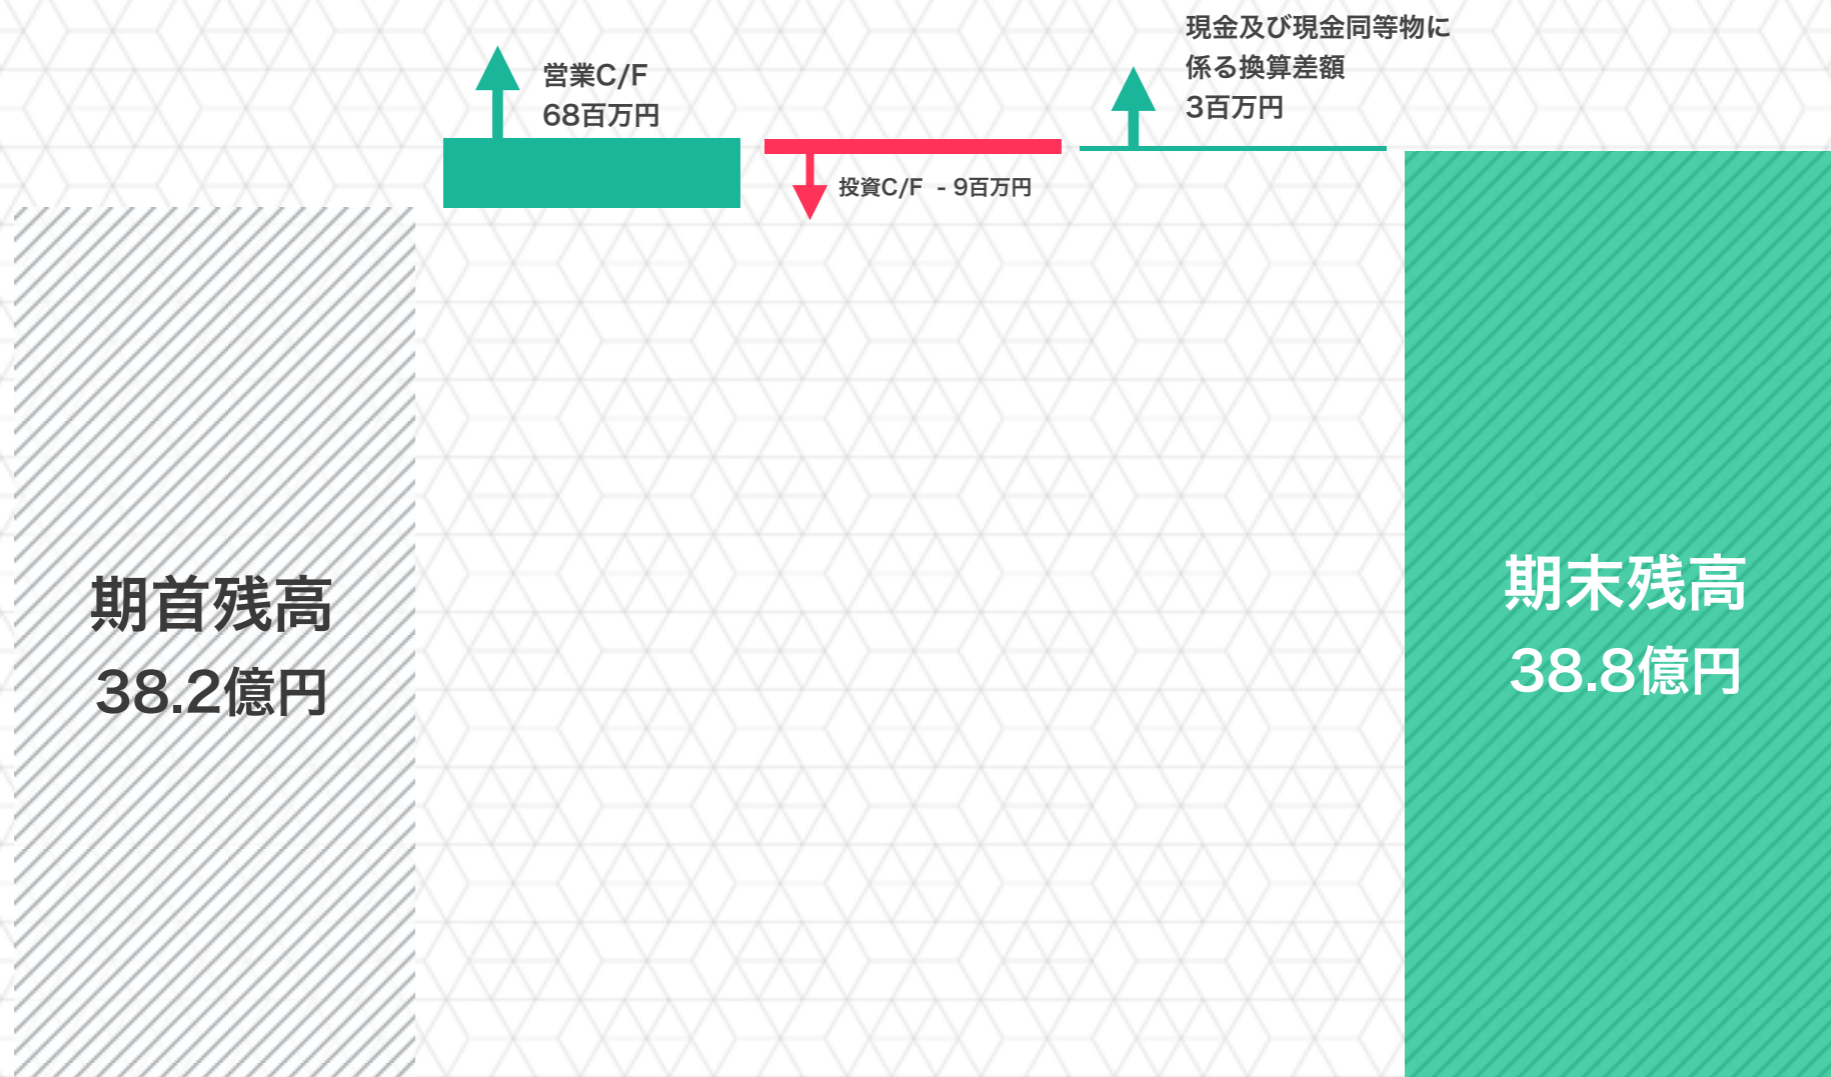 営業C/F
68百万円
投資C/F - 9百万円
現金及び現金同等物に
係る換算差額
3百万円
期首残高
38.2億円
期末残高
38.8億円